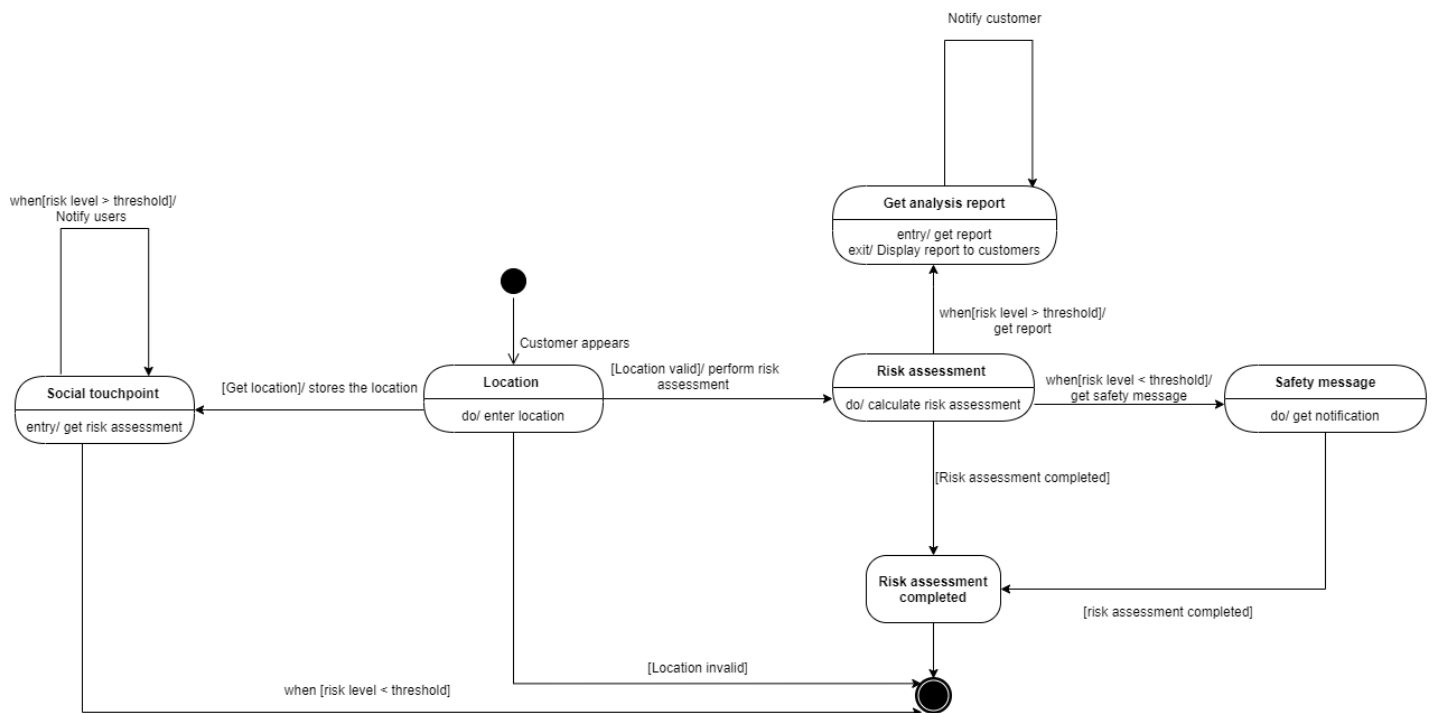 Notify customer
Get analysis report
entry/ get report
exit/ Display report to customers
when[risk level > threshold]/
Notify users
when[risk level > threshold]/
get report
Customer appears
[Location valid]/ perform risk
assessment
Risk assessment
do/ calculate risk assessment
when[risk level < threshold]/
get safety message
Safety message
do/ get notification
Social touchpoint
entry/ get risk assessment
[Get location]/ stores the location
Location
do/ enter location
[Risk assessment completed]
Risk assessment
completed
[risk assessment completed]
[Location invalid]
when [risk level < threshold]